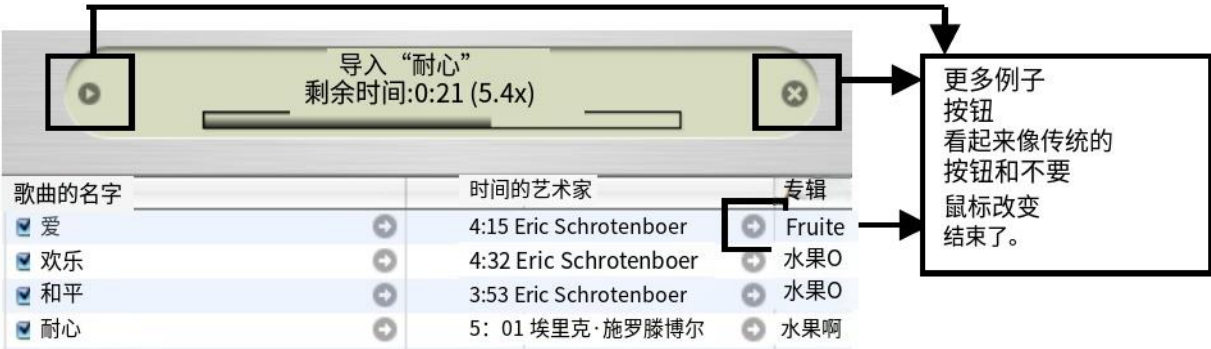 导入“耐心”
剩余时间:0:21 (5.4x)
更多例子
按钮
看起来像传统的
按钮和不要
鼠标改变
结束了。
歌曲的名字 时间的艺术家 专辑
爱 4:15 Eric Schrotenboer Fruite
欢乐 4:32 Eric Schrotenboer 水果O
和平 3:53 Eric Schrotenboer 水果O
耐心 5：01 埃里克·施罗滕博尔 水果啊